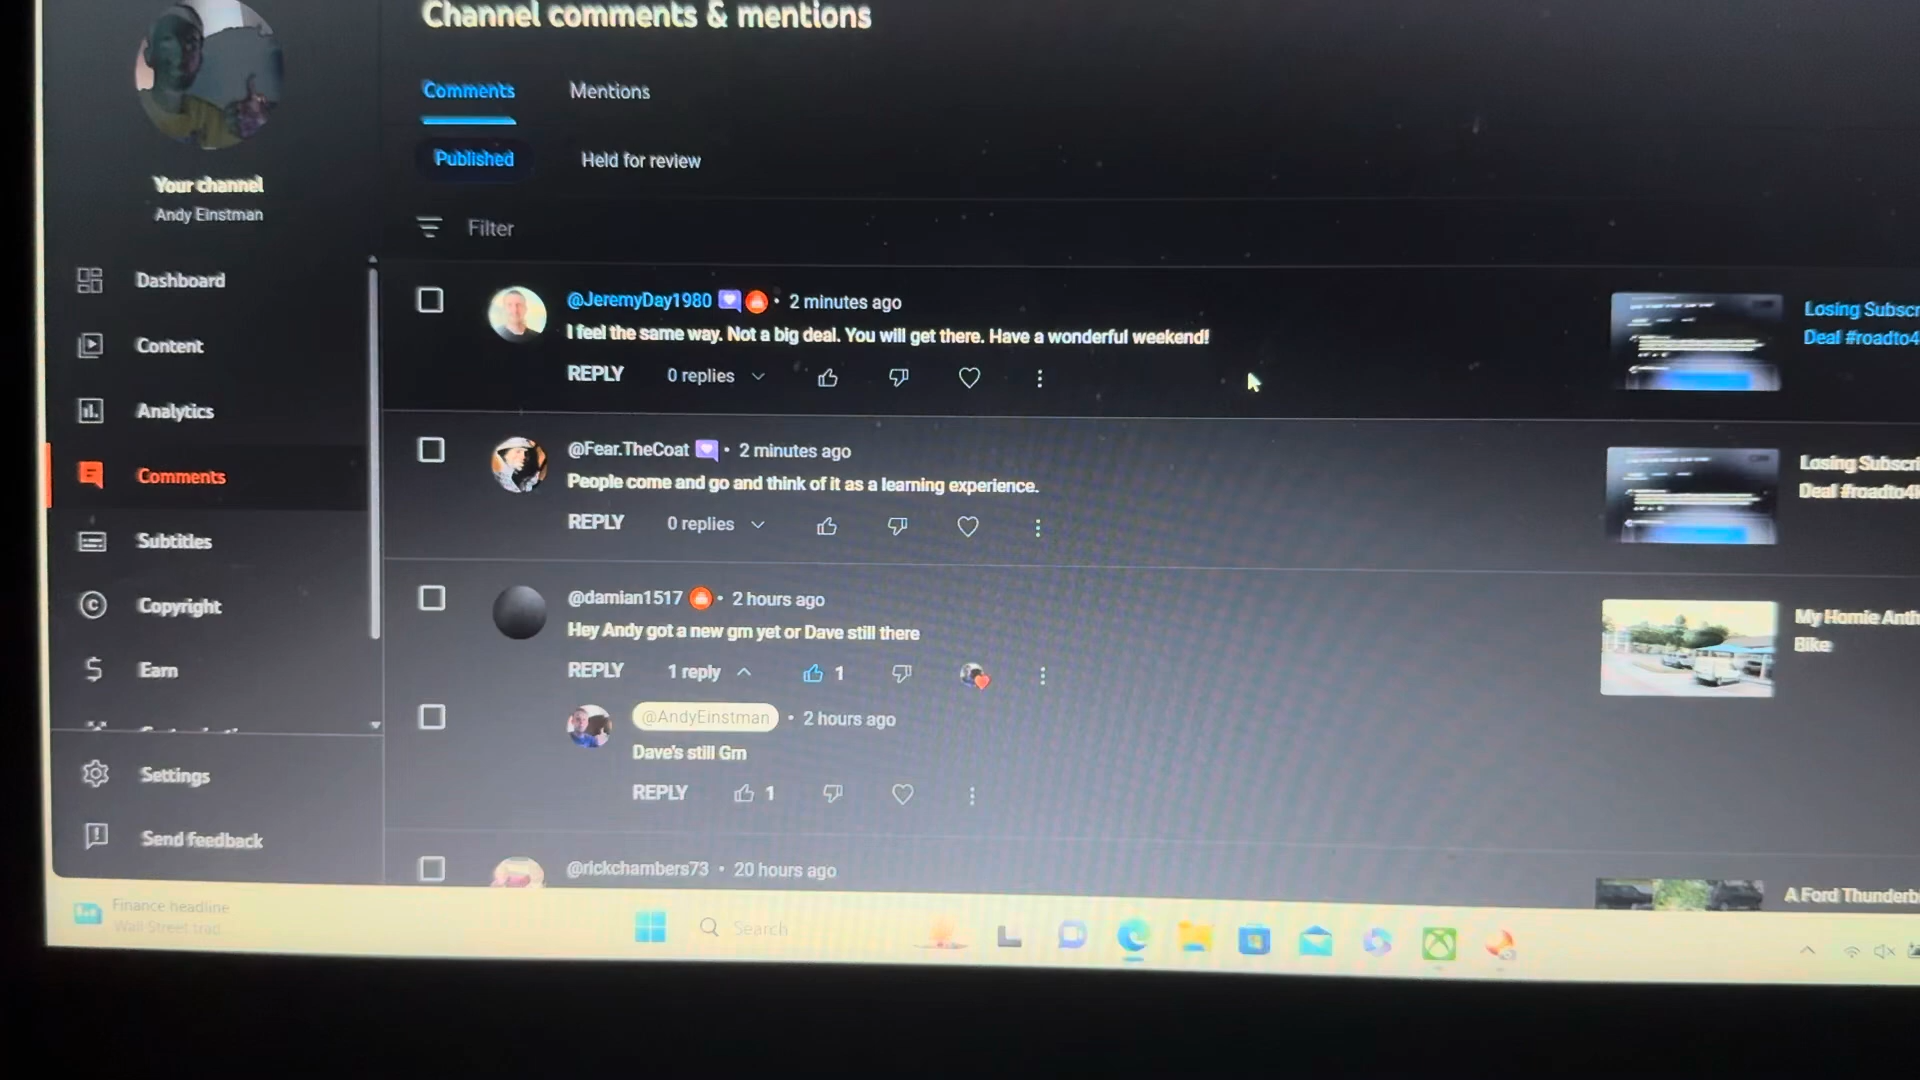 Channel comments & mentions
Comments
Mentions
Published
Held for review
Filter
Your channel
Andy Einstman
Dashboard
Content
Analytics
Comments
Subtitles
Copyright
Earn
Settings
Send feedback
@JeremyDay1980 • 2 minutes ago
I feel the same way. Not a big deal. You will get there. Have a wonderful weekend!
REPLY 0 replies
Losing Subscr
Deal #roadto4
@Fear.TheCoat • 2 minutes ago
People come and go and think of it as a learning experience.
REPLY 0 replies
Losing Subscri
Deal #roadto4
@damian1517 • 2 hours ago
Hey Andy got a new gm yet or Dave still there
REPLY 1 reply 1
My Homie Anth
Bike
@AndyEinstman • 2 hours ago
Dave's still Gm
REPLY 1
@rickchambers73 • 20 hours ago
A Ford Thunderb
Finance headline
Wall Street trad
Search